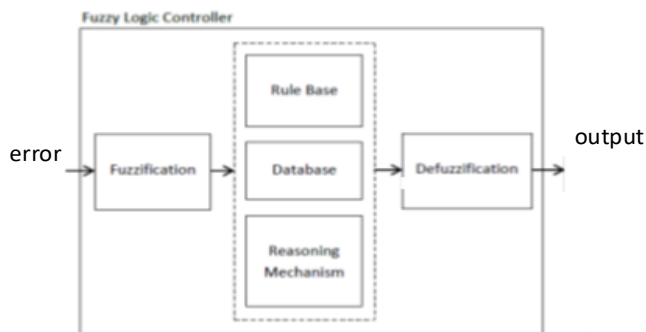 Fuzzy Logic Controller
Rule Base
error
Fuzzification
Database
Defuzzification
output
Reasoning
Mechanism